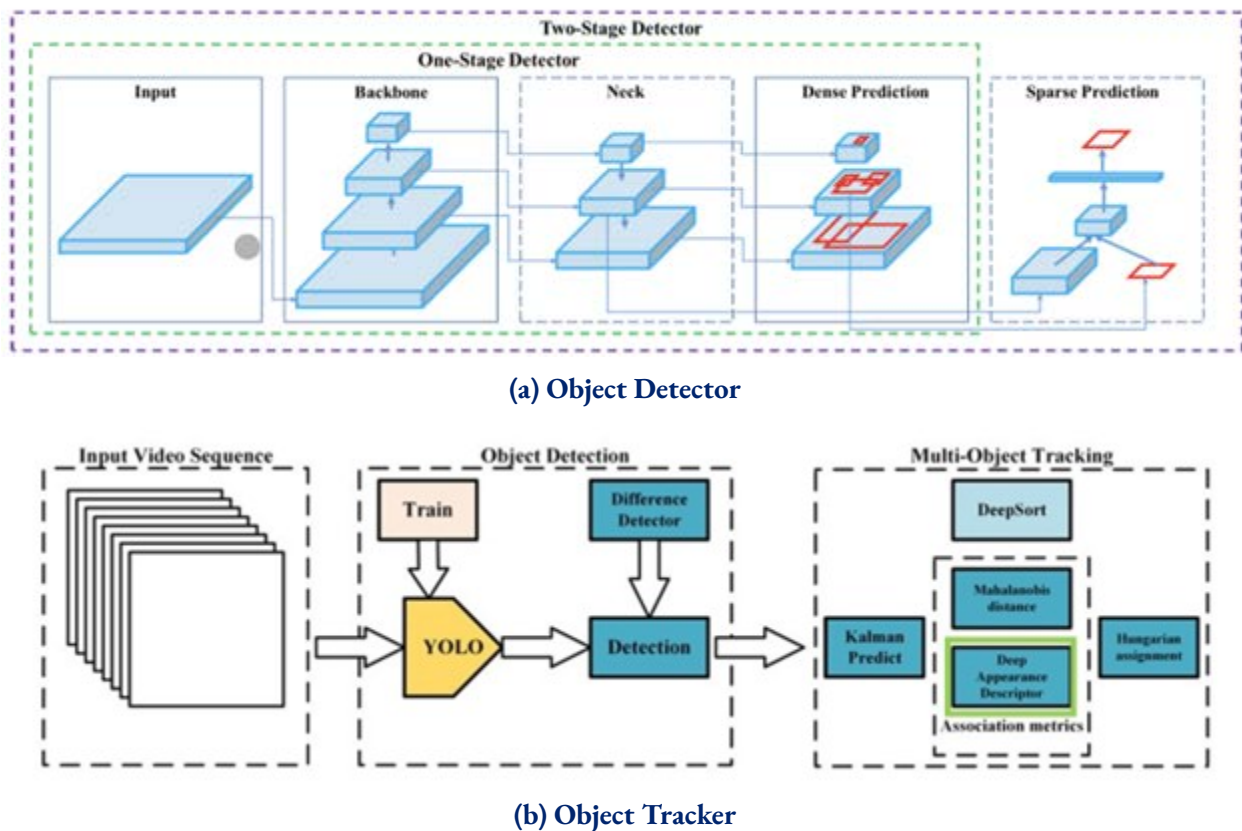 Two-Stage Detector
One-Stage Detector
Input
Backbone
Neck
Dense Prediction
Sparse Prediction
(a) Object Detector
Input Video Sequence
Object Detection
Multi-Object Tracking
Train
Difference
Detector
DeepSort
YOLO
Detection
Kalman
Predict
Mahalanobis
distance
Deep
Appearance
Descriptor
Hungarian
assignment
Association metrics
(b) Object Tracker